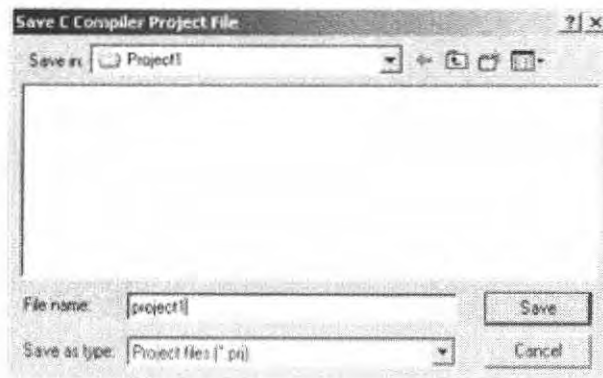 Save C Compiler Project File
Save in: Project1
File name: project1
Save as type: Project files (*.prj)
Save
Cancel